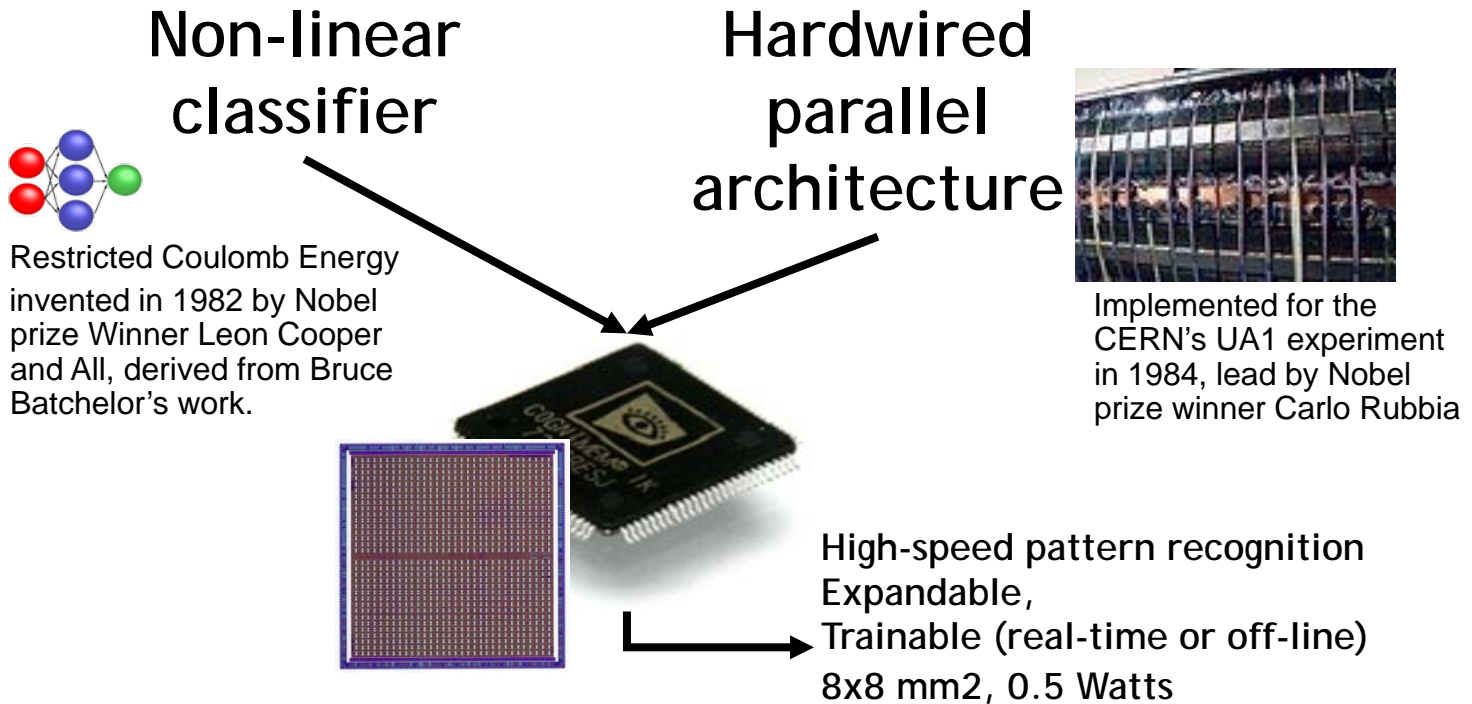 Non-linear
classifier
Hardwired
parallel
architecture
Restricted Coulomb Energy
invented in 1982 by Nobel
prize Winner Leon Cooper
and All, derived from Bruce
Batchelor’s work.
Implemented for the
CERN’s UA1 experiment
in 1984, lead by Nobel
prize winner Carlo Rubbia
COGNIMEM
1K
High-speed pattern recognition
Expandable,
Trainable (real-time or off-line)
8x8 mm2, 0.5 Watts